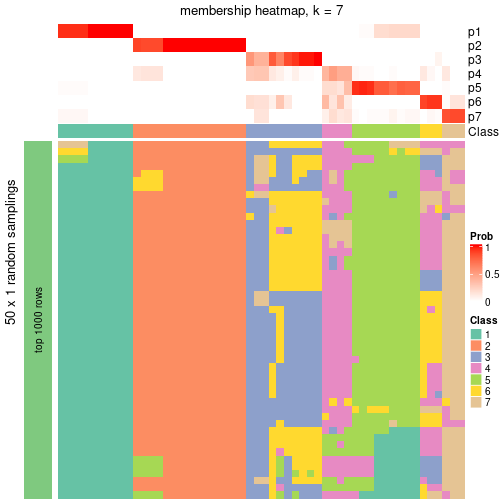 membership heatmap, k = 7
p1
p2
p3
p4
p5
p6
p7
Class
50 x 1 random samplings
top 1000 rows
Prob
1
0.5
0
Class
1
2
3
4
5
6
7